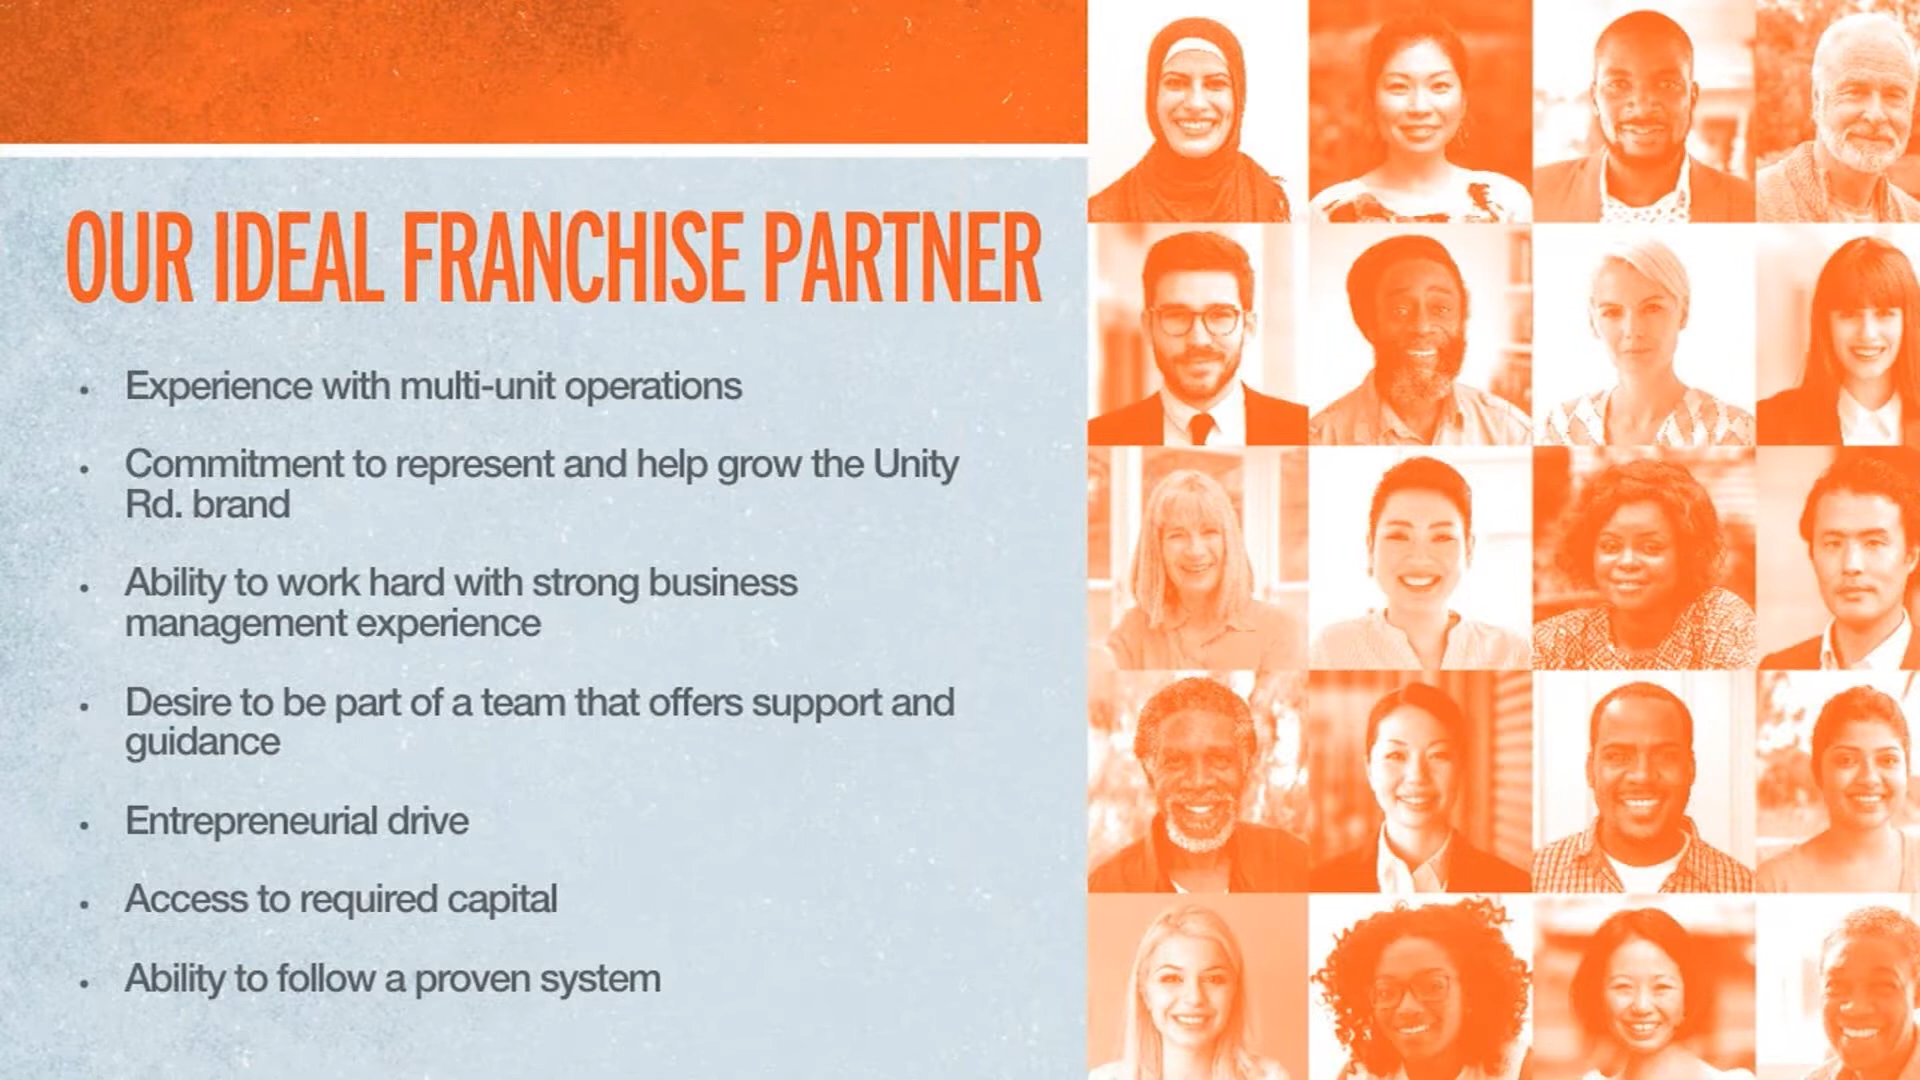 OUR IDEAL FRANCHISE PARTNER
• Experience with multi-unit operations
• Commitment to represent and help grow the Unity
Rd. brand
• Ability to work hard with strong business
management experience
• Desire to be part of a team that offers support and
guidance
• Entrepreneurial drive
• Access to required capital
• Ability to follow a proven system